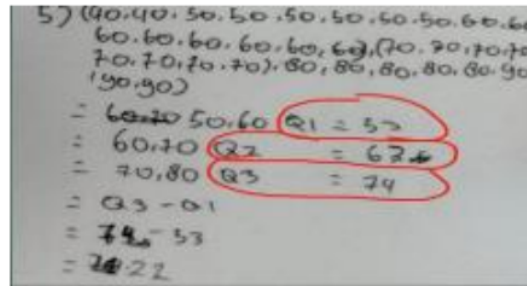 5) (40.40.50.50.50.50.50.50.60.60
60.60.60.60.60.60),(70.70.70.70
70.70.70.70).80,80,80.80.80.90
,90,90)
= 50,60 Q1 = 53
= 60,70 Q2 =
= 70,80 Q3 = 74
= Q3 - Q1
= 74 - 53
= 22